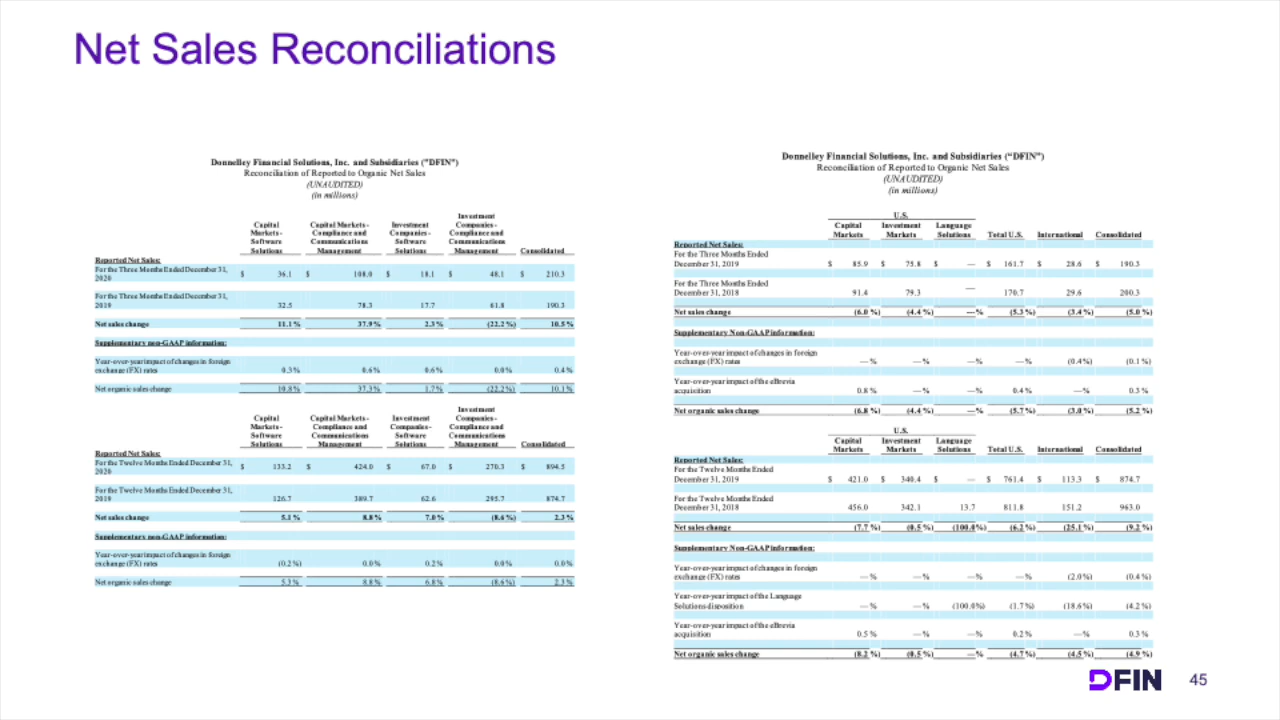 Net Sales Reconciliations
Donnelley Financial Solutions, Inc. and Subsidiaries ("DFIN")
Reconciliation of Reported to Organic Net Sales
(UNAUDITED)
(in millions)
Capital Markets - Software Solutions | Capital Markets - Compliance and Communications Management | Investment Companies - Software Solutions | Investment Companies - Compliance and Communications Management | Consolidated
Reported Net Sales:
For the Three Months Ended December 31, 2020 $ 36.1 $ 108.0 $ 18.1 $ 48.1 $ 210.3
For the Three Months Ended December 31, 2019 32.5 78.3 17.7 61.8 190.3
Net sales change 11.1% 37.9% 2.3% (22.2%) 10.5%
Supplementary non-GAAP information:
Year-over-year impact of changes in foreign exchange (FX) rates 0.3% 0.6% 0.6% 0.0% 0.4%
Net organic sales change 10.8% 37.3% 1.7% (22.2%) 10.1%
Capital Markets - Software Solutions | Capital Markets - Compliance and Communications Management | Investment Companies - Software Solutions | Investment Companies - Compliance and Communications Management | Consolidated
Reported Net Sales:
For the Twelve Months Ended December 31, 2020 $ 133.2 $ 424.0 $ 67.0 $ 270.3 $ 894.5
For the Twelve Months Ended December 31, 2019 126.7 389.7 62.6 295.7 874.7
Net sales change 5.1% 8.8% 7.0% (8.6%) 2.3%
Supplementary non-GAAP information:
Year-over-year impact of changes in foreign exchange (FX) rates (0.2%) 0.0% 0.2% 0.0% 0.0%
Net organic sales change 5.3% 8.8% 6.8% (8.6%) 2.3%
Donnelley Financial Solutions, Inc. and Subsidiaries ("DFIN")
Reconciliation of Reported to Organic Net Sales
(UNAUDITED)
(in millions)
U.S.
Capital Markets | Investment Markets | Language Solutions | Total U.S. | International | Consolidated
Reported Net Sales:
For the Three Months Ended December 31, 2019 $ 85.9 $ 75.8 $ — $ 161.7 $ 28.6 $ 190.3
For the Three Months Ended December 31, 2018 91.4 79.3 — 170.7 29.6 200.3
Net sales change (6.0%) (4.4%) —% (5.3%) (3.4%) (5.0%)
Supplementary Non-GAAP information:
Year-over-year impact of changes in foreign exchange (FX) rates —% —% —% —% (0.4%) (0.1%)
Year-over-year impact of the eBrevia acquisition 0.8% —% —% 0.4% —% 0.3%
Net organic sales change (6.8%) (4.4%) —% (5.7%) (3.0%) (5.2%)
U.S.
Capital Markets | Investment Markets | Language Solutions | Total U.S. | International | Consolidated
Reported Net Sales:
For the Twelve Months Ended December 31, 2019 $ 421.0 $ 340.4 $ — $ 761.4 $ 113.3 $ 874.7
For the Twelve Months Ended December 31, 2018 456.0 342.1 13.7 811.8 151.2 963.0
Net sales change (7.7%) (0.5%) (100.0%) (6.2%) (25.1%) (9.2%)
Supplementary Non-GAAP information:
Year-over-year impact of changes in foreign exchange (FX) rates —% —% —% —% (2.0%) (0.4%)
Year-over-year impact of the Language Solutions disposition —% —% (100.0%) (1.7%) (18.6%) (4.2%)
Year-over-year impact of the eBrevia acquisition 0.5% —% —% 0.2% —% 0.3%
Net organic sales change (8.2%) (0.5%) —% (4.7%) (4.5%) (4.9%)
DFIN
45